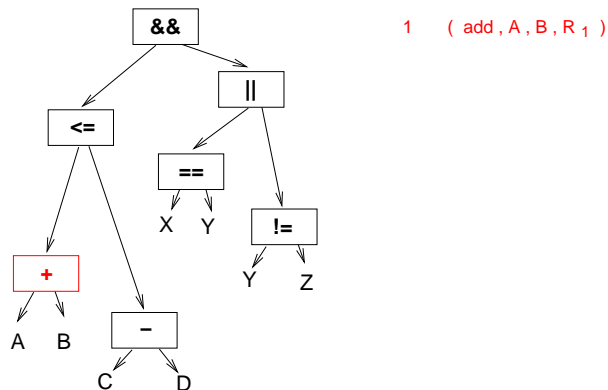 &&
1 ( add , A , B , R 1 )
||
<=
==
X Y
!=
+
Y Z
A B
−
C D